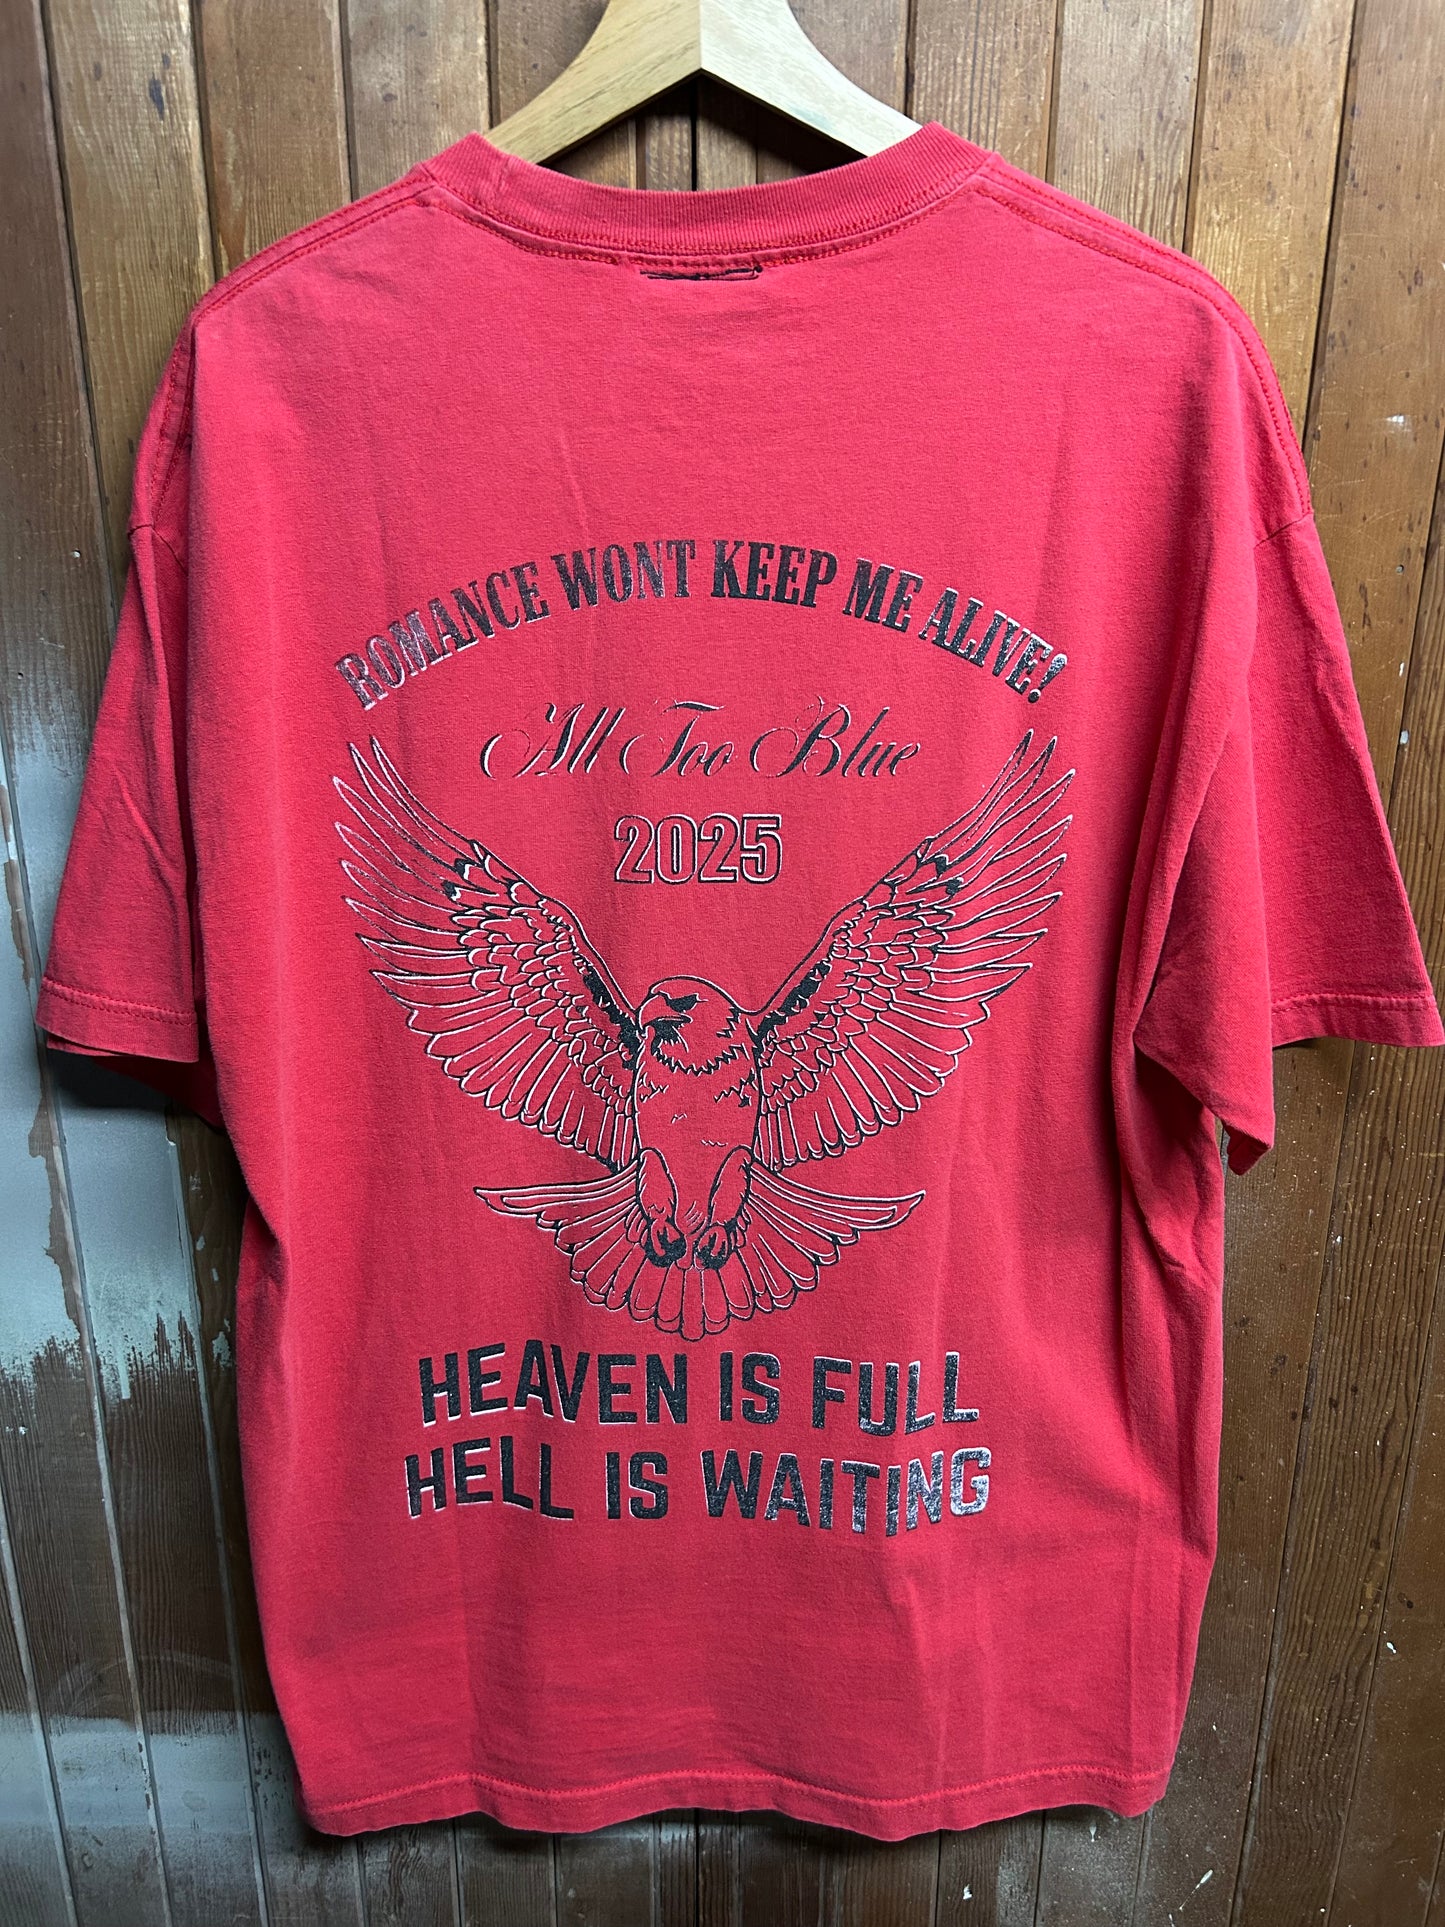 ROMANCE WONT KEEP ME ALIVE!
All Too Blue
2025
HEAVEN IS FULL
HELL IS WAITING